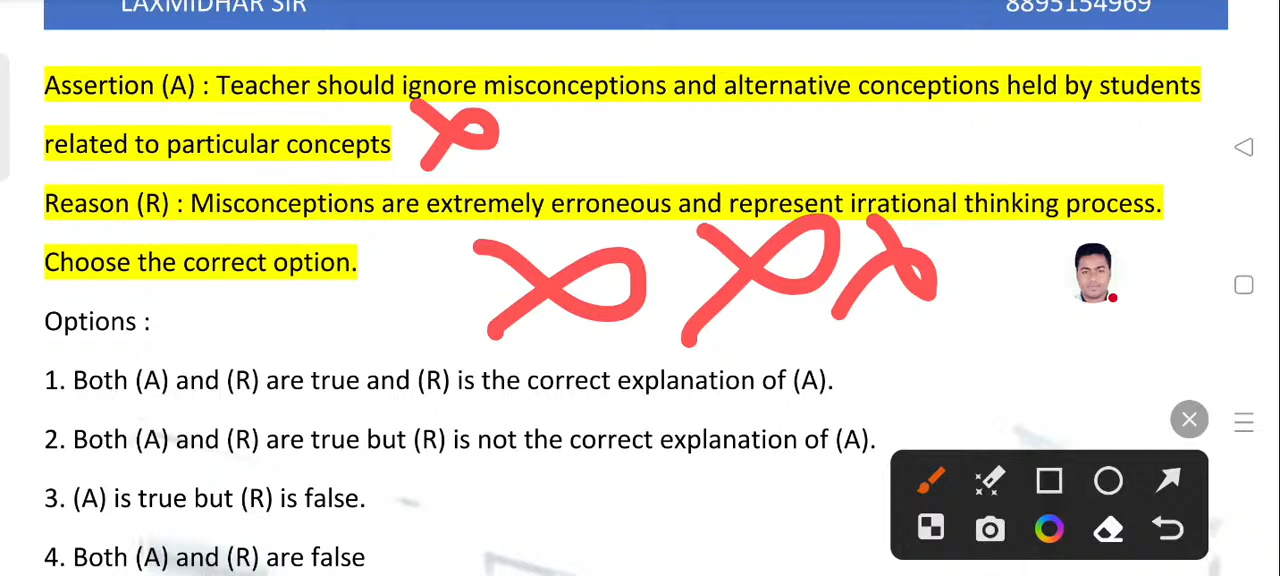 LAXMIDHAR SIR 8895154969
Assertion (A) : Teacher should ignore misconceptions and alternative conceptions held by students
related to particular concepts
Reason (R) : Misconceptions are extremely erroneous and represent irrational thinking process.
Choose the correct option.
Options :
1. Both (A) and (R) are true and (R) is the correct explanation of (A).
2. Both (A) and (R) are true but (R) is not the correct explanation of (A).
3. (A) is true but (R) is false.
4. Both (A) and (R) are false